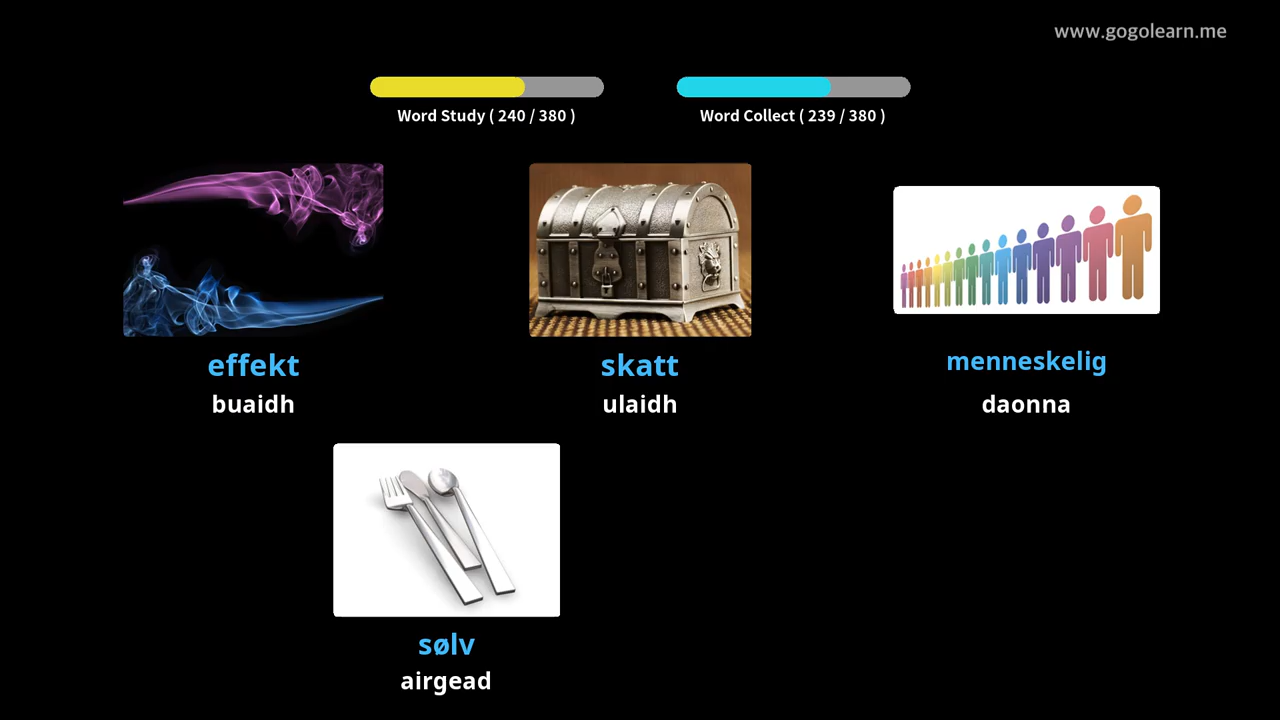 www.gogolearn.me
Word Study ( 240 / 380 )
Word Collect ( 239 / 380 )
effekt
buaidh
skatt
ulaidh
menneskelig
daonna
sølv
airgead